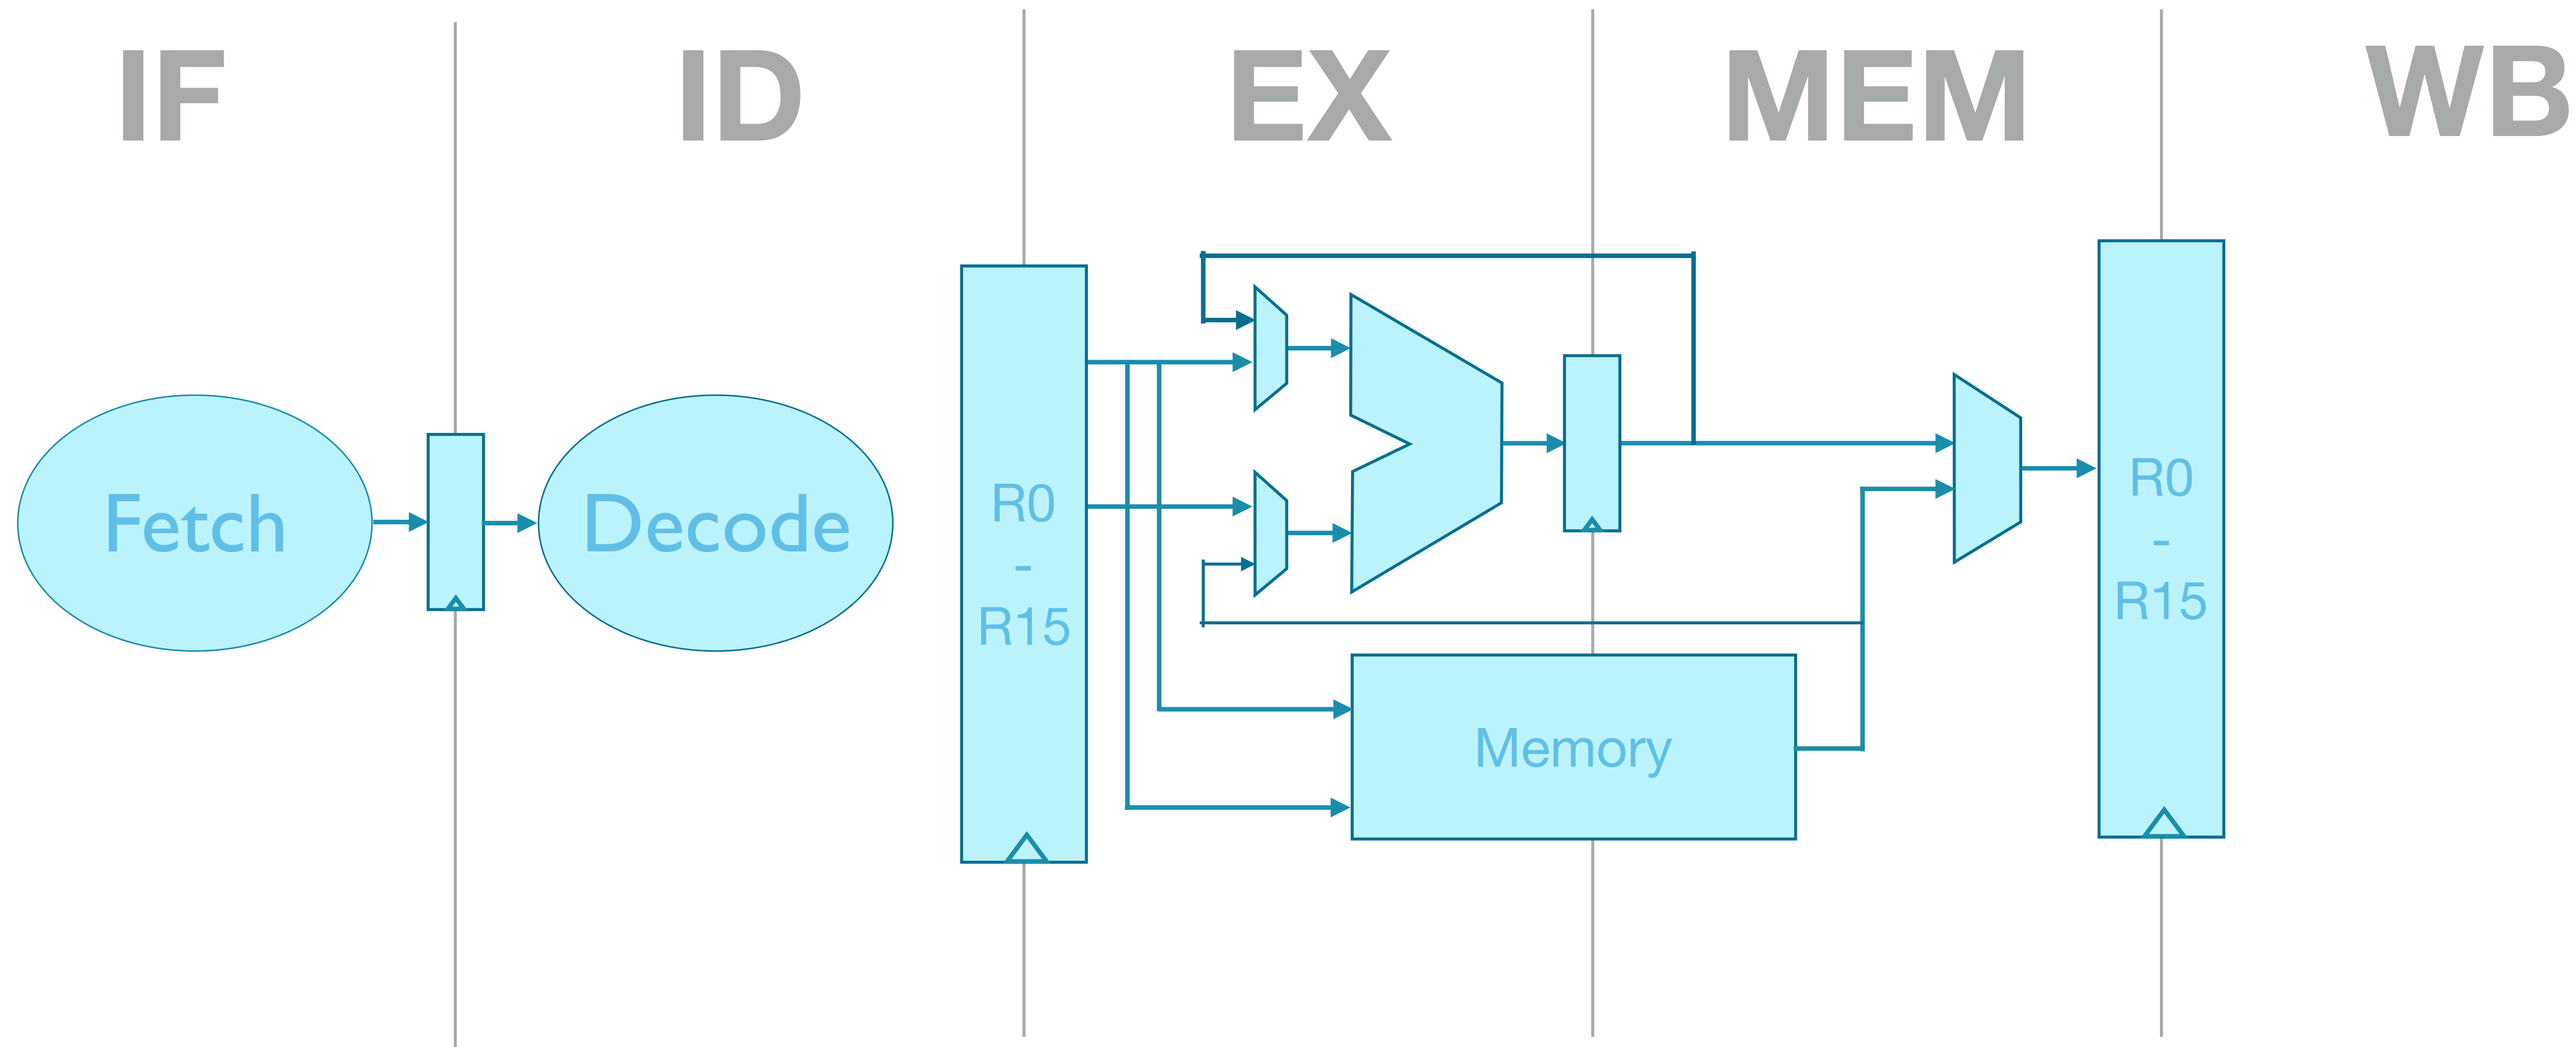 IF
ID
EX
MEM
WB
Fetch
Decode
R0
-
R15
Memory
R0
-
R15